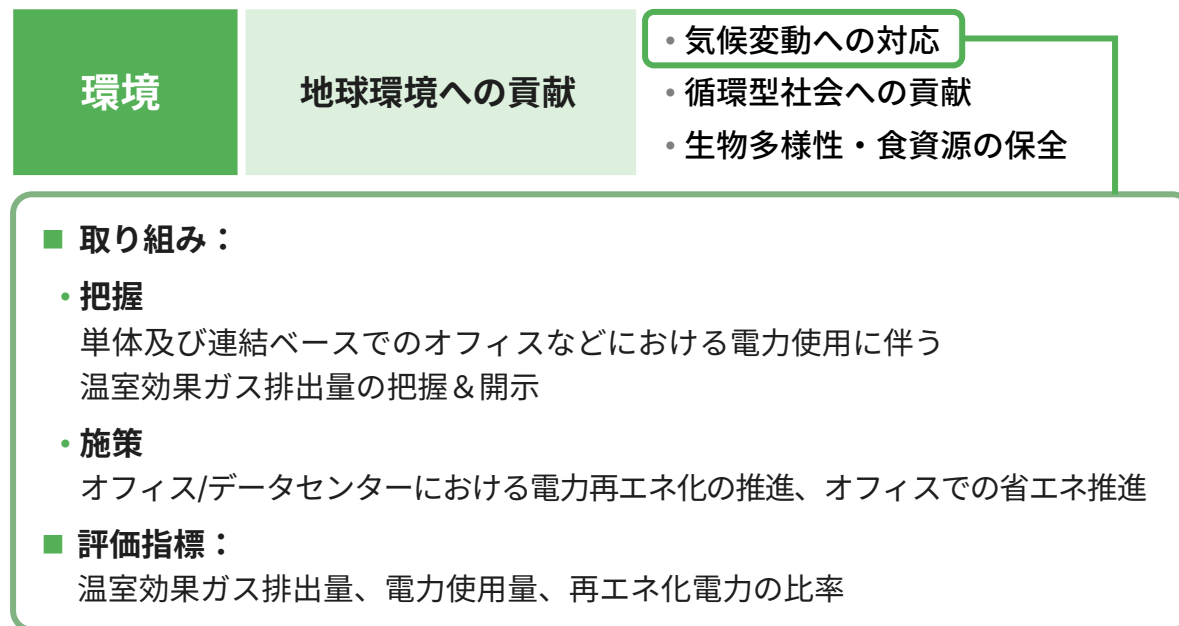 環境
地球環境への貢献
• 気候変動への対応
• 循環型社会への貢献
• 生物多様性・食資源の保全
■ 取り組み：
• 把握
単体及び連結ベースでのオフィスなどにおける電力使用に伴う
温室効果ガス排出量の把握＆開示
• 施策
オフィス/データセンターにおける電力再エネ化の推進、オフィスでの省エネ推進
■ 評価指標：
温室効果ガス排出量、電力使用量、再エネ化電力の比率